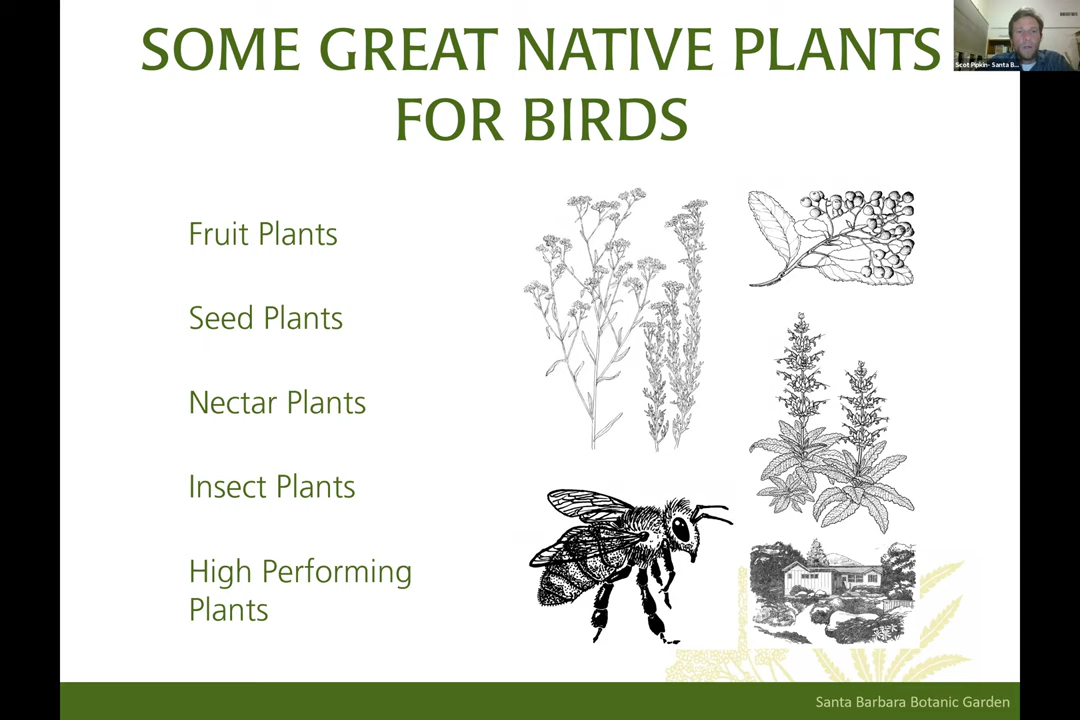 SOME GREAT NATIVE PLANTS
FOR BIRDS
Scot Pipkin- Santa B...
Fruit Plants
Seed Plants
Nectar Plants
Insect Plants
High Performing
Plants
Santa Barbara Botanic Garden